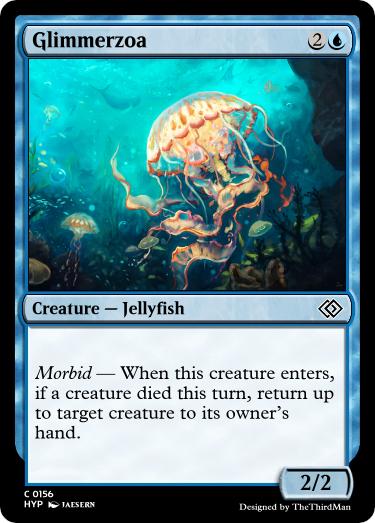 Glimmerzoa 2
Creature — Jellyfish
Morbid — When this creature enters,
if a creature died this turn, return up
to target creature to its owner's
hand.
2/2
C 0156
HYP JAESERN
Designed by TheThirdMan